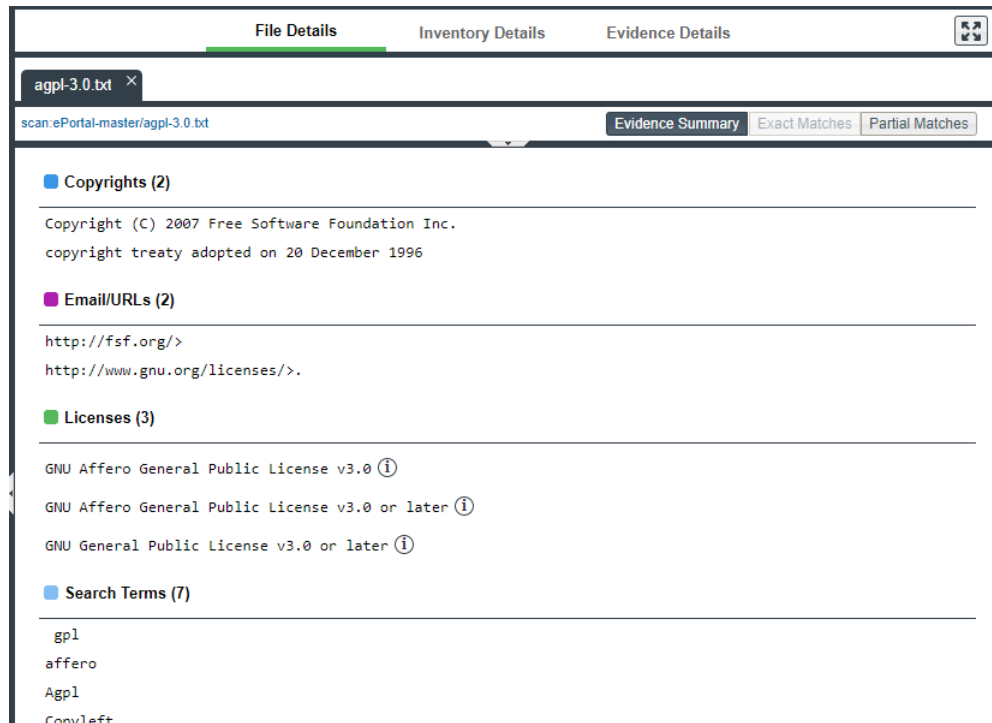 File Details Inventory Details Evidence Details
agpl-3.0.txt ×
scan:ePortal-master/agpl-3.0.txt Evidence Summary Exact Matches Partial Matches
Copyrights (2)
Copyright (C) 2007 Free Software Foundation Inc.
copyright treaty adopted on 20 December 1996
Email/URLs (2)
http://fsf.org/>
http://www.gnu.org/licenses/>.
Licenses (3)
GNU Affero General Public License v3.0 i
GNU Affero General Public License v3.0 or later i
GNU General Public License v3.0 or later i
Search Terms (7)
gpl
affero
Agpl
Copyleft